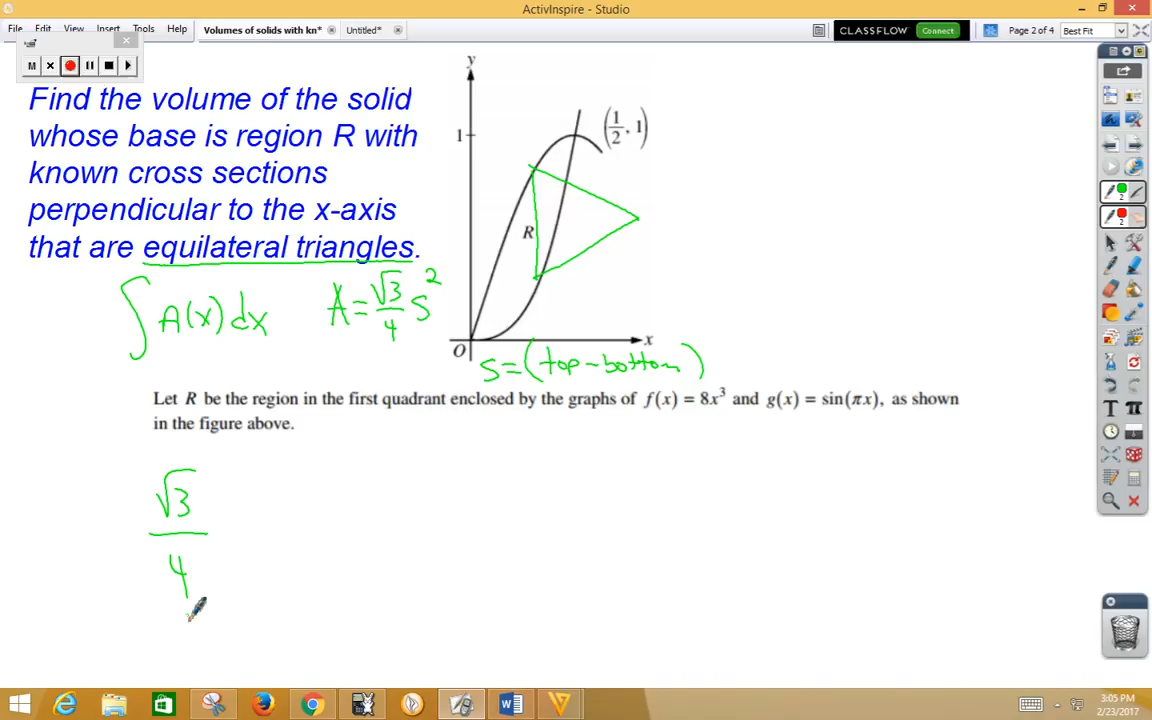 ActivInspire - Studio
File Edit View Insert Tools Help
Volumes of solids with kn* Untitled* CLASSFLOW Connect Page 2 of 4 Best Fit
M
y
Find the volume of the solid
whose base is region R with
known cross sections
perpendicular to the x-axis
that are equilateral triangles.
1
(1/2, 1)
R
O
x
∫ A(x) dx A = √3/4 s²
s = (top - bottom)
Let R be the region in the first quadrant enclosed by the graphs of f(x) = 8x³ and g(x) = sin(πx), as shown
in the figure above.
√3
4
2
2
3:05 PM
2/23/2017